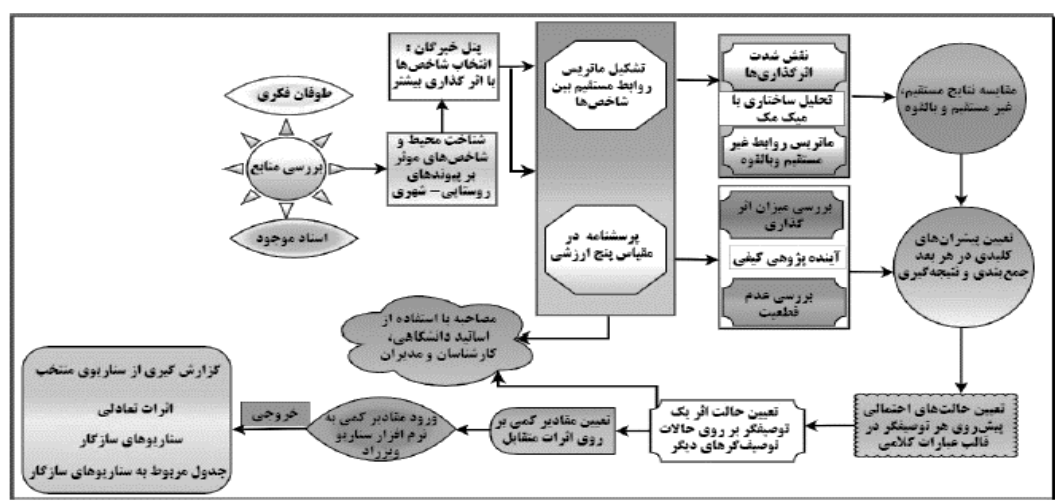 طوفان فکری
بررسی منابع
اسناد موجود
پنل خبرگان :
انتخاب شاخص‌ها
با اثر گذاری بیشتر
شناخت محیط و
شاخص‌های موثر
بر پیوندهای
روستایی – شهری
تشکیل ماتریس
روابط مستقیم بین
شاخص‌ها
پرسشنامه در
مقیاس پنج ارزشی
نقش شدت
اثرگذاری‌ها
تحلیل ساختاری با
میک مک
ماتریس روابط غیر
مستقیم وبالقوه
بررسی میزان اثر
گذاری
آینده پژوهی کیفی
بررسی عدم
قطعیت
مقایسه نتایج مستقیم،
غیر مستقیم و بالقوه
تعیین پیشران‌های
کلیدی در هر بعد
جمع‌بندی و نتیجه‌گیری
مصاحبه با استفاده از
اساتید دانشگاهی،
کارشناسان و مدیران
تعیین حالت‌های احتمالی
پیش‌روی هر توصیفگر در
قالب عبارات کلامی
تعیین حالت اثر یک
توصیفگر بر روی حالات
توصیف‌گرهای دیگر
تعیین مقادیر کمی بر
روی اثرات متقابل
ورود مقادیر کمی به
نرم افزار سناریو
ویزراد
خروجی
گزارش گیری از سناریوی منتخب
اثرات تعادلی
سناریوهای سازگار
جدول مربوط به سناریوهای سازگار